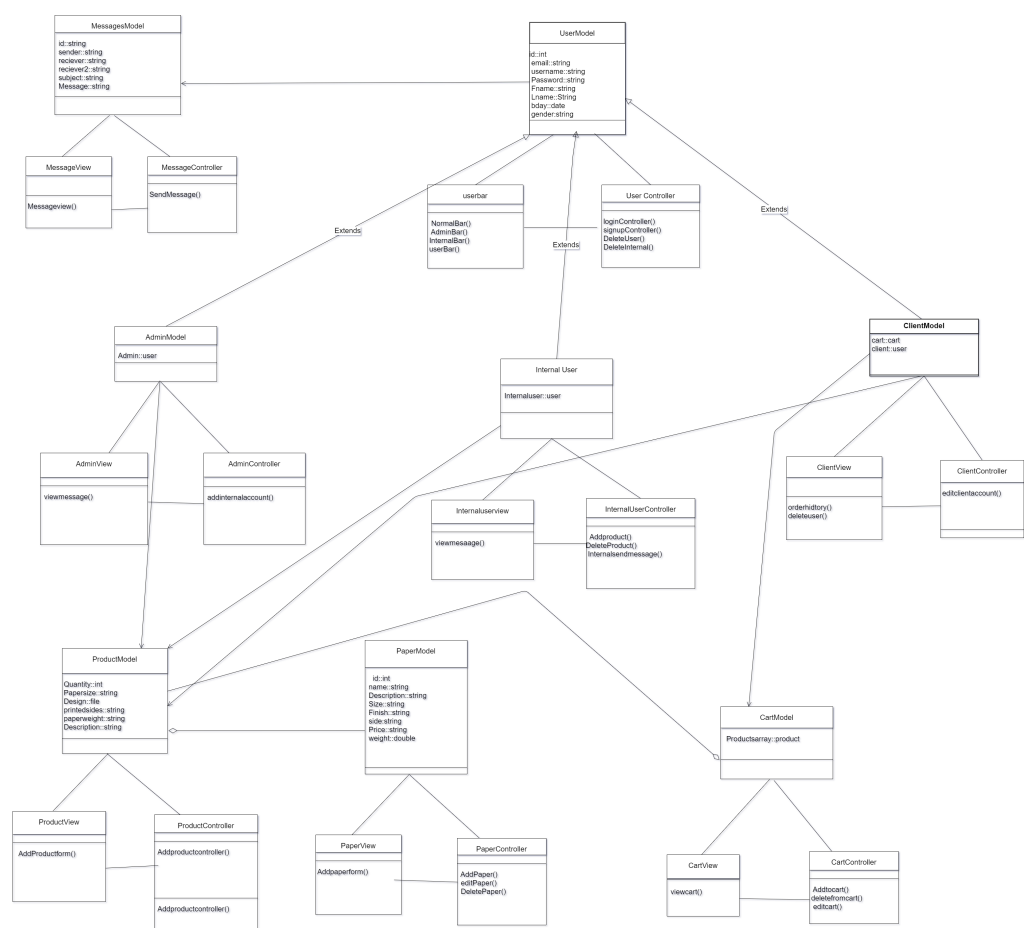 MessagesModel
id::string
sender::string
reciever::string
reciever2::string
subject::string
Message::string
UserModel
id::int
email::string
username::string
Password::string
Fname::string
Lname::String
bday::date
gender:string
MessageView
Messageview()
MessageController
SendMessage()
userbar
NormalBar()
AdminBar()
InternalBar()
userBar()
User Controller
loginController()
signupController()
DeleteUser()
DeleteInternal()
Extends
Extends
Extends
AdminModel
Admin::user
Internal User
Internaluser::user
ClientModel
cart::cart
client::user
AdminView
viewmessage()
AdminController
addinternalaccount()
Internaluserview
viewmesaage()
InternalUserController
Addproduct()
DeleteProduct()
Internalsendmessage()
ClientView
orderhidtory()
deleteuser()
ClientController
editclientaccount()
ProductModel
Quantity::int
Papersize::string
Design::file
printedsides::string
paperweight::string
Description::string
PaperModel
id::int
name::string
Description::string
Size::string
Finish::string
side:string
Price::string
weight::double
CartModel
Productsarray::product
ProductView
AddProductform()
ProductController
Addproductcontroller()
Addproductcontroller()
PaperView
Addpaperform()
PaperController
AddPaper()
editPaper()
DeletePaper()
CartView
viewcart()
CartController
Addtocart()
deletefromcart()
editcart()